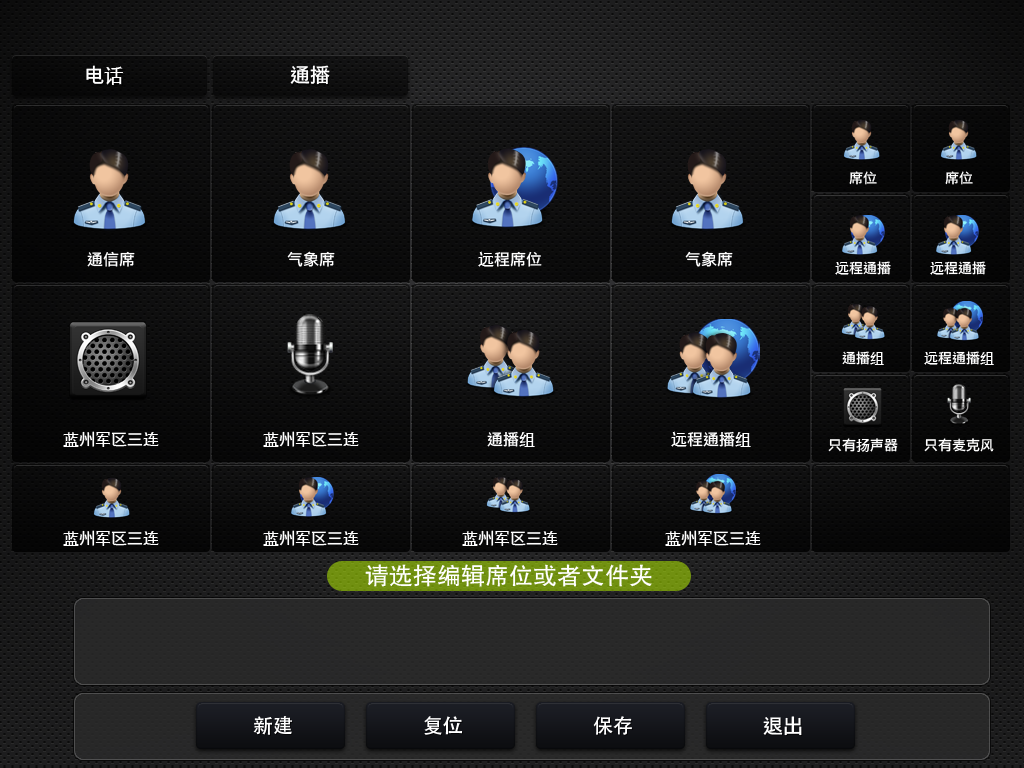 电话
通播
通信席
气象席
远程席位
气象席
席位
席位
远程通播
远程通播
蓝州军区三连
蓝州军区三连
通播组
远程通播组
通播组
远程通播组
只有扬声器
只有麦克风
蓝州军区三连
蓝州军区三连
蓝州军区三连
蓝州军区三连
请选择编辑席位或者文件夹
新建
复位
保存
退出